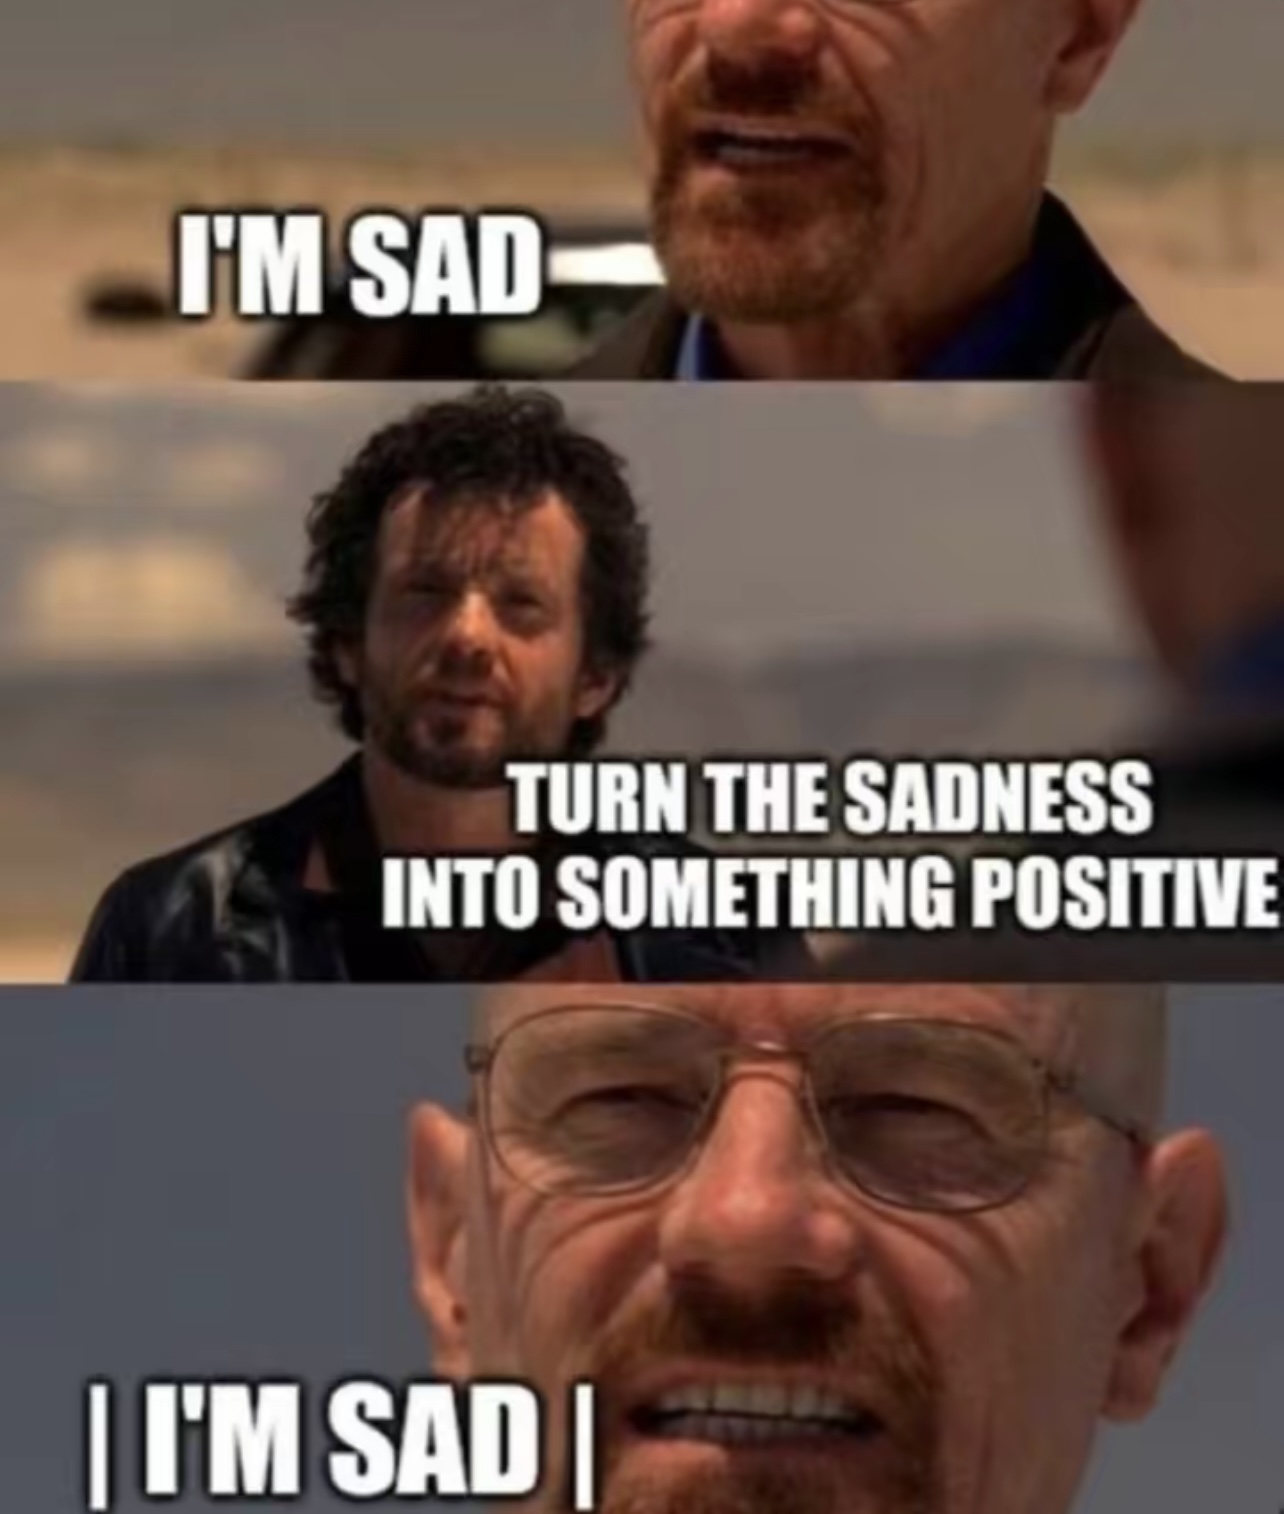 I'M SAD
TURN THE SADNESS
INTO SOMETHING POSITIVE
| I'M SAD |